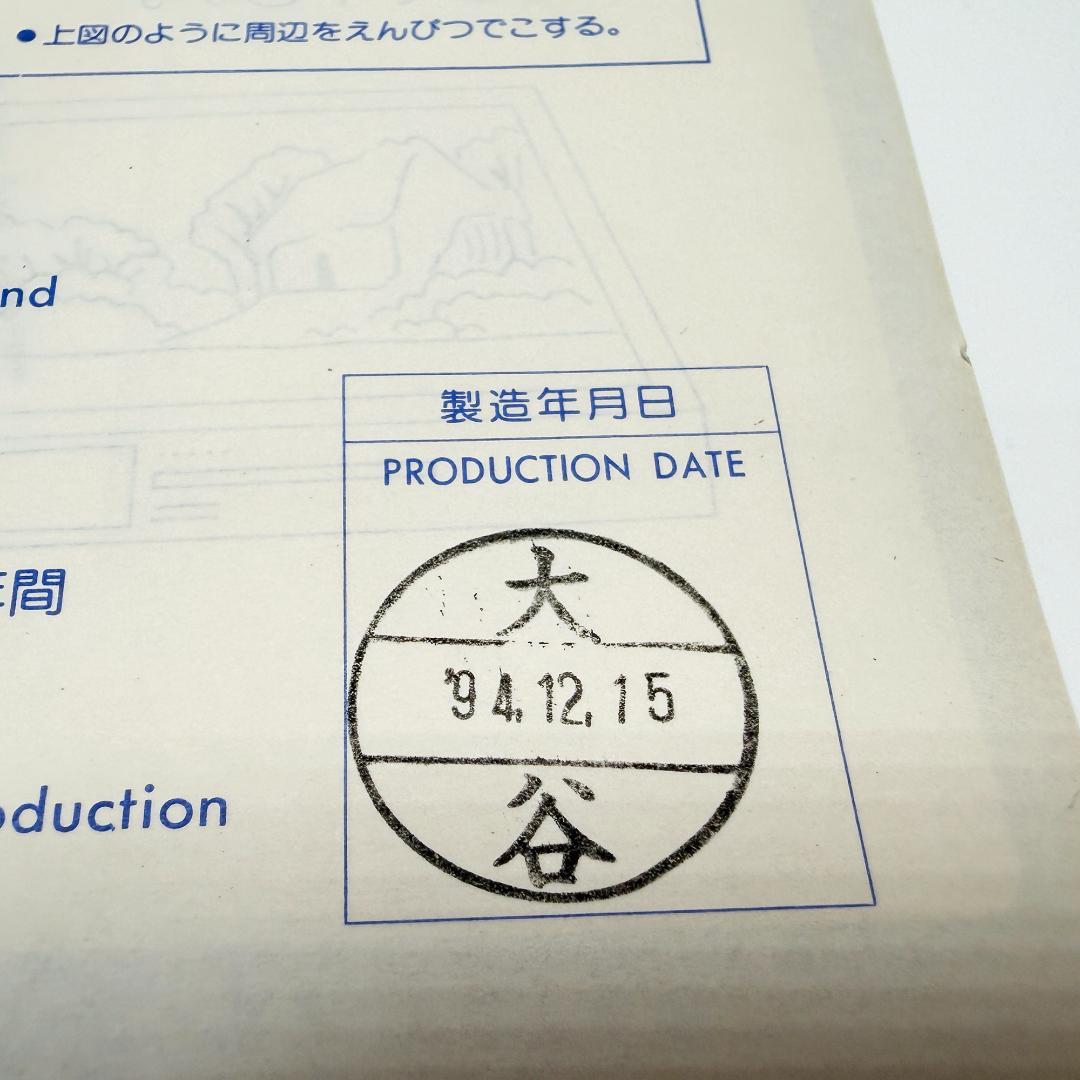 ●上図のように周辺をえんぴつでこする。
nd
製造年月日
PRODUCTION DATE
大
'94.12.15
谷
間
oduction